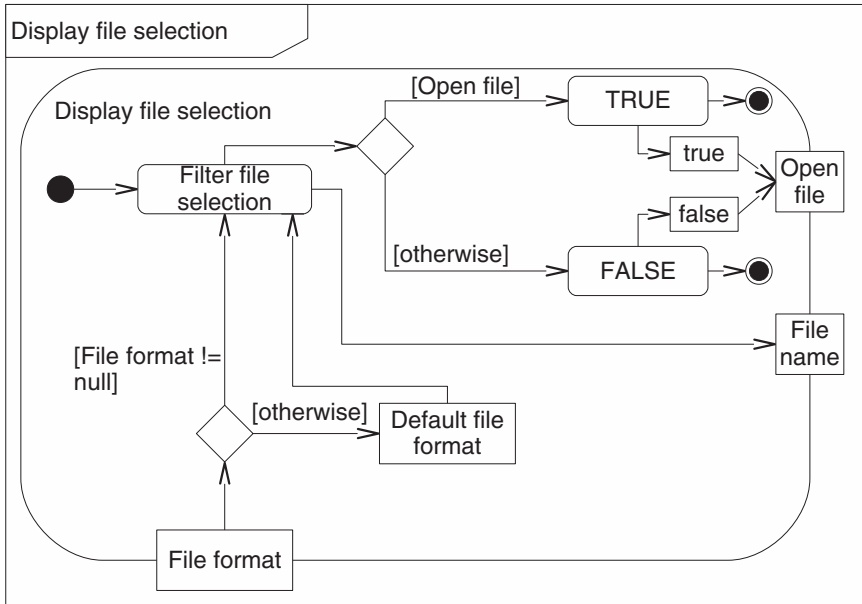 Display file selection
Display file selection
[Open file]
TRUE
true
Open
file
Filter file
selection
false
[otherwise]
FALSE
File
name
[File format !=
null]
[otherwise]
Default file
format
File format